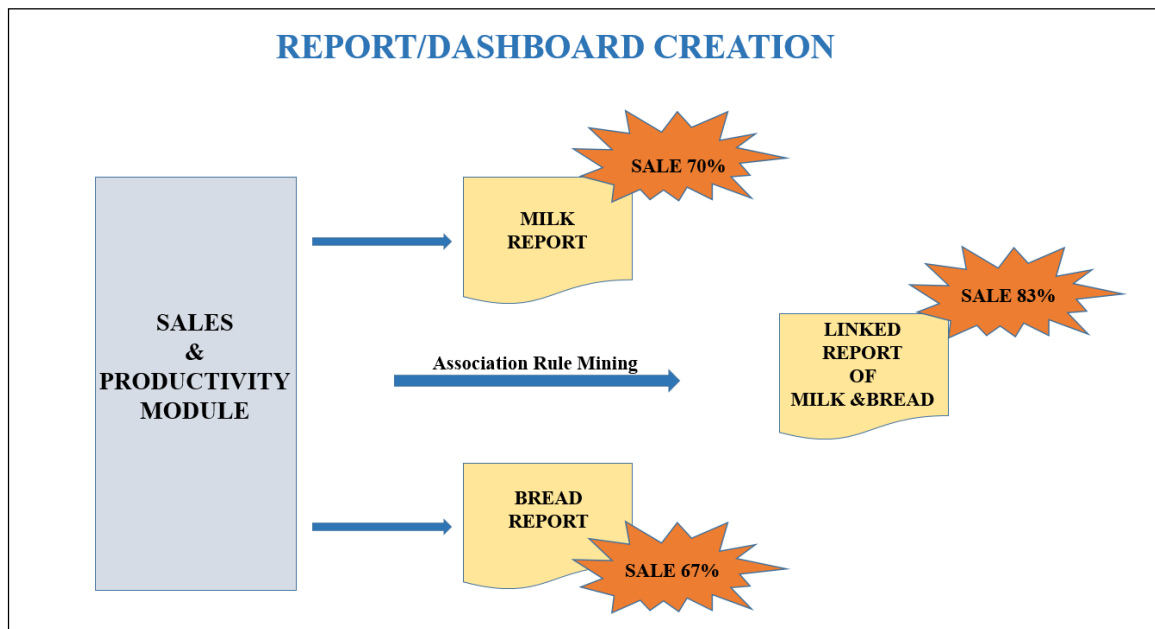 REPORT/DASHBOARD CREATION
SALE 70%
MILK
REPORT
SALE 83%
SALES
&
PRODUCTIVITY
MODULE
Association Rule Mining
LINKED
REPORT
OF
MILK &BREAD
BREAD
REPORT
SALE 67%